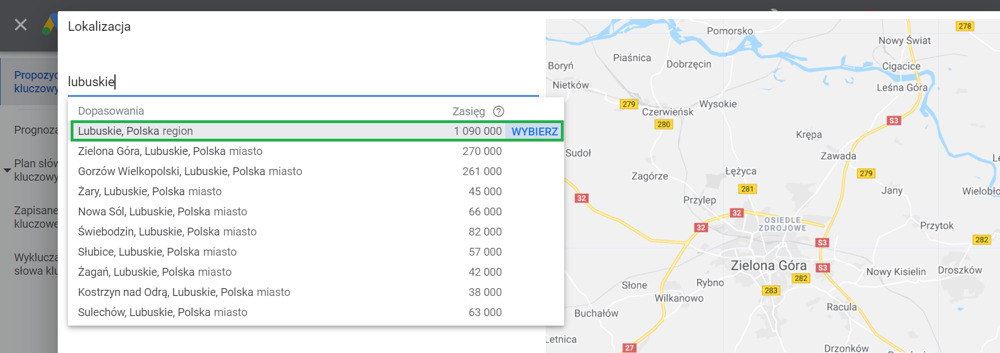 Lokalizacja
lubuskie
Dopasowania Zasięg ?
Lubuskie, Polska region 1 090 000 WYBIERZ
Zielona Góra, Lubuskie, Polska miasto 270 000
Gorzów Wielkopolski, Lubuskie, Polska miasto 261 000
Żary, Lubuskie, Polska miasto 45 000
Nowa Sól, Lubuskie, Polska miasto 66 000
Świebodzin, Lubuskie, Polska miasto 82 000
Słubice, Lubuskie, Polska miasto 57 000
Żagań, Lubuskie, Polska miasto 42 000
Kostrzyn nad Odrą, Lubuskie, Polska miasto 38 000
Sulechów, Lubuskie, Polska miasto 63 000
Propozyc
kluczowy
Prognoza
Plan słów
kluczowy
Zapisane
kluczowe
Wyklucza
słowa klu
Pomorsko
278
Nowy Świat
Piaśnica
Dobrzęcin
Boryń
Cigacice
Nietków
Leśna Góra
279
Wysokie
Czerwieńsk
280
S3
Krępa
Sudoł
Zawada
Łężyca
279
Zagórze
281
Jany
Wielobło
32
Przylep
32
OSIEDLE
ZDROJOWE
32
Przytok
S3
282
Zielona Góra
S3
Nowy Kisielin
Droszków
282
Słone
Rybno
283
Wilkanowo
Racula
Buchałów
Letnica
27
Drzonków